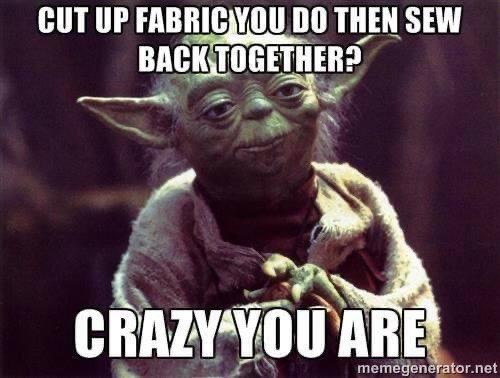 CUT UP FABRIC YOU DO THEN SEW
BACK TOGETHER?
CRAZY YOU ARE
memegenerator.net